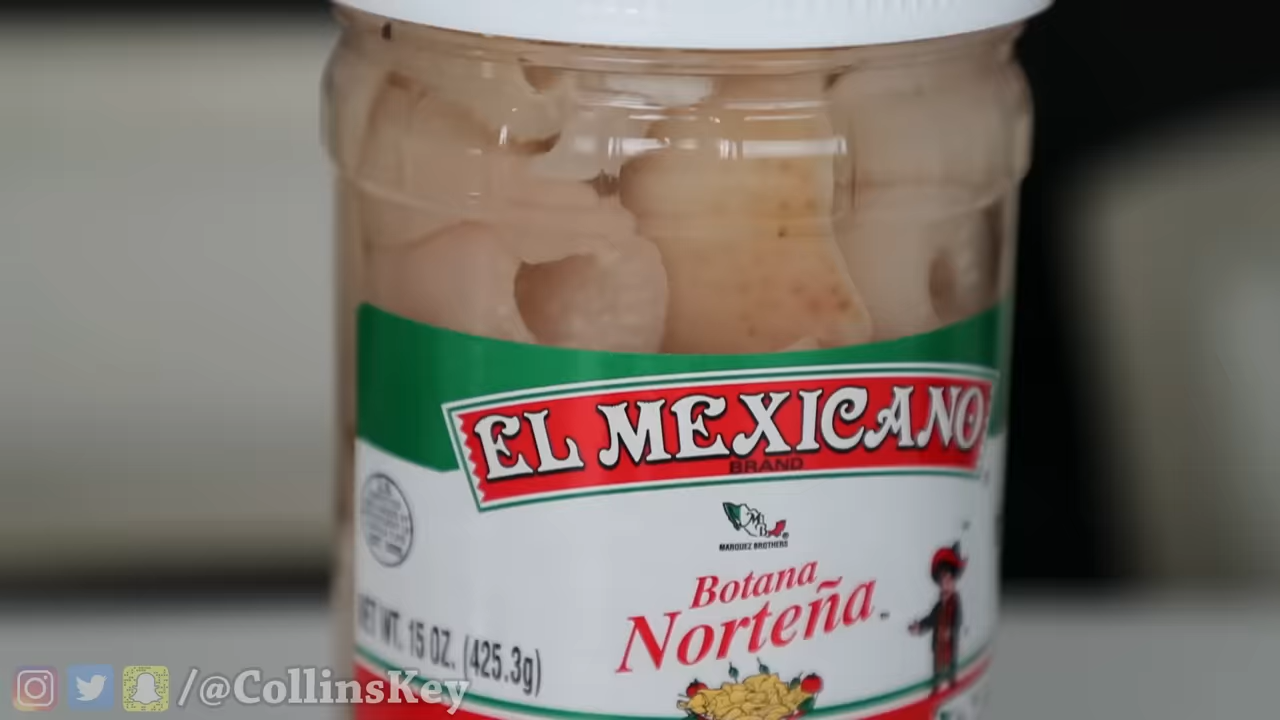 EL MEXICANO
BRAND
MARQUEZ BROTHERS
Botana
Norteña
NET WT. 15 OZ. (425.3g)
/@CollinsKey